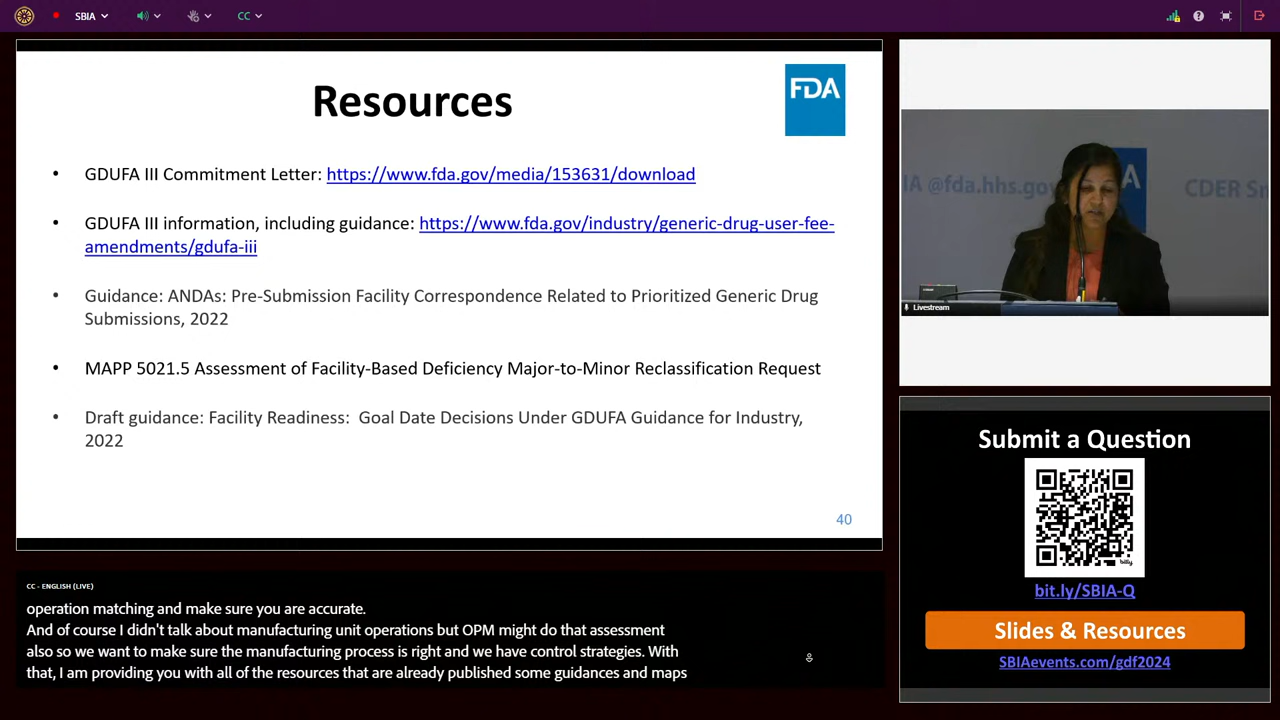 SBIA
CC
Resources
FDA
• GDUFA III Commitment Letter: https://www.fda.gov/media/153631/download
• GDUFA III information, including guidance: https://www.fda.gov/industry/generic-drug-user-fee-
amendments/gdufa-iii
• Guidance: ANDAs: Pre-Submission Facility Correspondence Related to Prioritized Generic Drug
Submissions, 2022
• MAPP 5021.5 Assessment of Facility-Based Deficiency Major-to-Minor Reclassification Request
• Draft guidance: Facility Readiness: Goal Date Decisions Under GDUFA Guidance for Industry,
2022
40
IA @fda.hhs.gov
CDER Sm
Livestream
Submit a Question
bitly
bit.ly/SBIA-Q
Slides & Resources
SBIAevents.com/gdf2024
CC - ENGLISH (LIVE)
operation matching and make sure you are accurate.
And of course I didn't talk about manufacturing unit operations but OPM might do that assessment
also so we want to make sure the manufacturing process is right and we have control strategies. With
that, I am providing you with all of the resources that are already published some guidances and maps